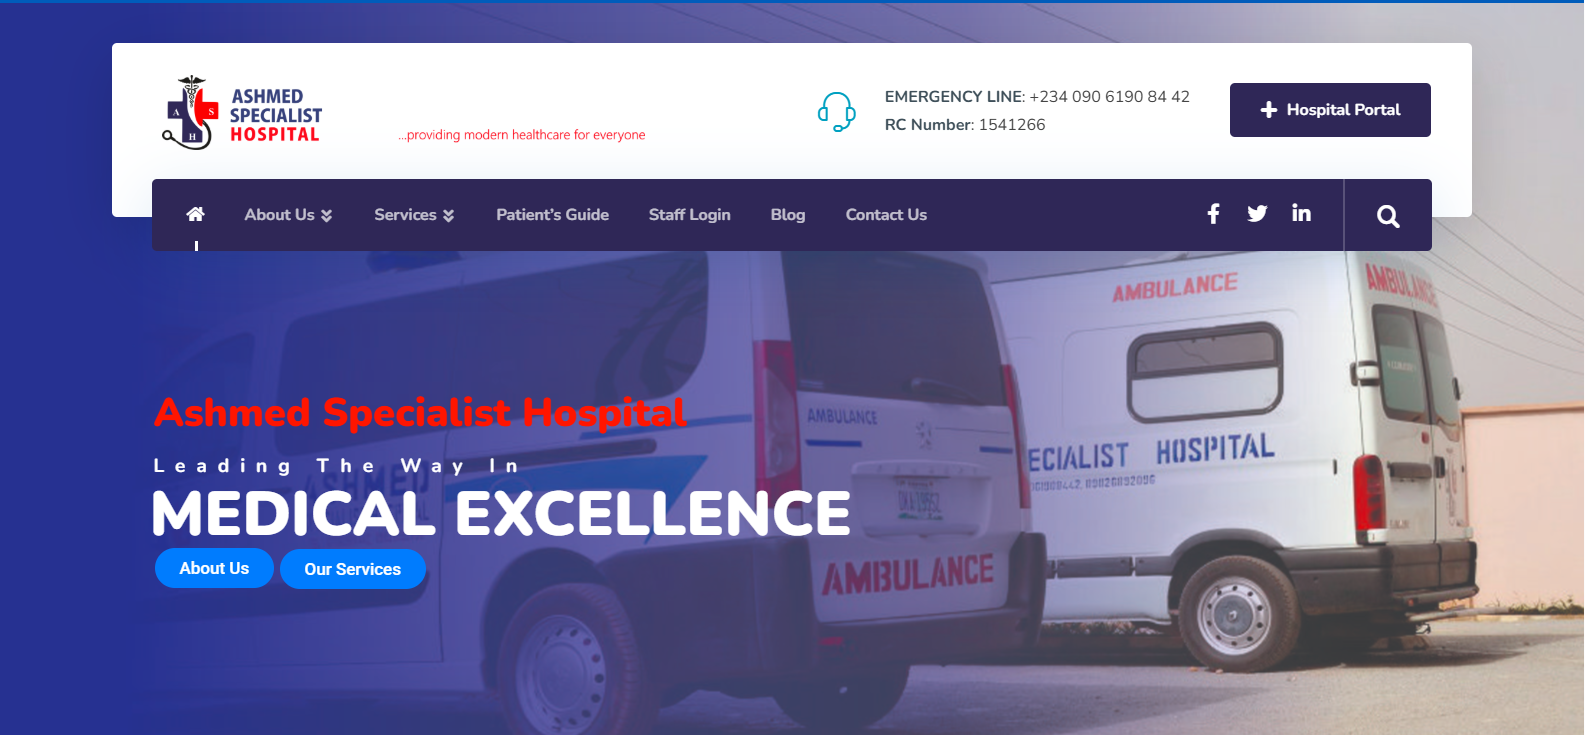 A S H
ASHMED
SPECIALIST
HOSPITAL
...providing modern healthcare for everyone
EMERGENCY LINE: +234 090 6190 84 42
RC Number: 1541266
Hospital Portal
About Us
Services
Patient's Guide
Staff Login
Blog
Contact Us
AMBULANCE
AMBULANCE
Ashmed Specialist Hospital
AMBULANCE
ECIALIST HOSPITAL
Leading The Way In
ASHMED
MEDICAL EXCELLENCE
About Us
Our Services
AMBULANCE